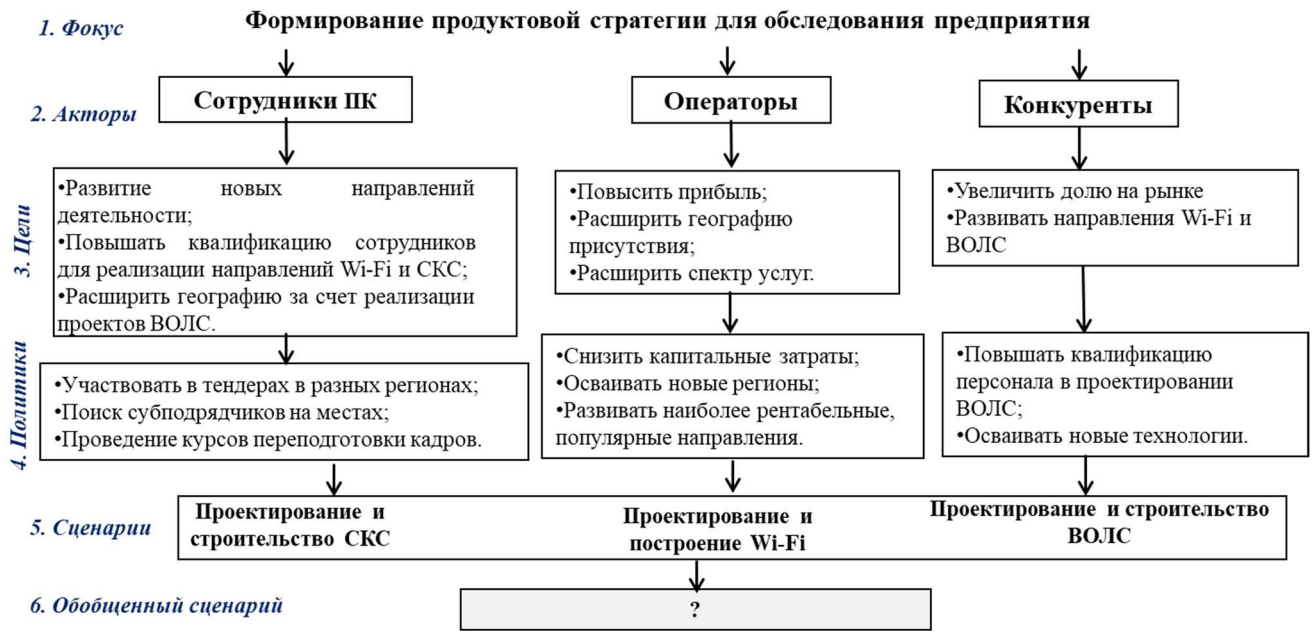 1. Фокус
Формирование продуктовой стратегии для обследования предприятия
2. Акторы
Сотрудники ПК
Операторы
Конкуренты
3. Цели
•Развитие новых направлений
деятельности;
•Повышать квалификацию сотрудников
для реализации направлений Wi-Fi и СКС;
•Расширить географию за счет реализации
проектов ВОЛС.
•Повысить прибыль;
•Расширить географию
присутствия;
•Расширить спектр услуг.
•Увеличить долю на рынке
•Развивать направления Wi-Fi и
ВОЛС
4. Политики
•Участвовать в тендерах в разных регионах;
•Поиск субподрядчиков на местах;
•Проведение курсов переподготовки кадров.
•Снизить капитальные затраты;
•Осваивать новые регионы;
•Развивать наиболее рентабельные,
популярные направления.
•Повышать квалификацию
персонала в проектировании
ВОЛС;
•Осваивать новые технологии.
5. Сценарии
Проектирование и
строительство СКС
Проектирование и
построение Wi-Fi
Проектирование и строительство
ВОЛС
6. Обобщенный сценарий
?